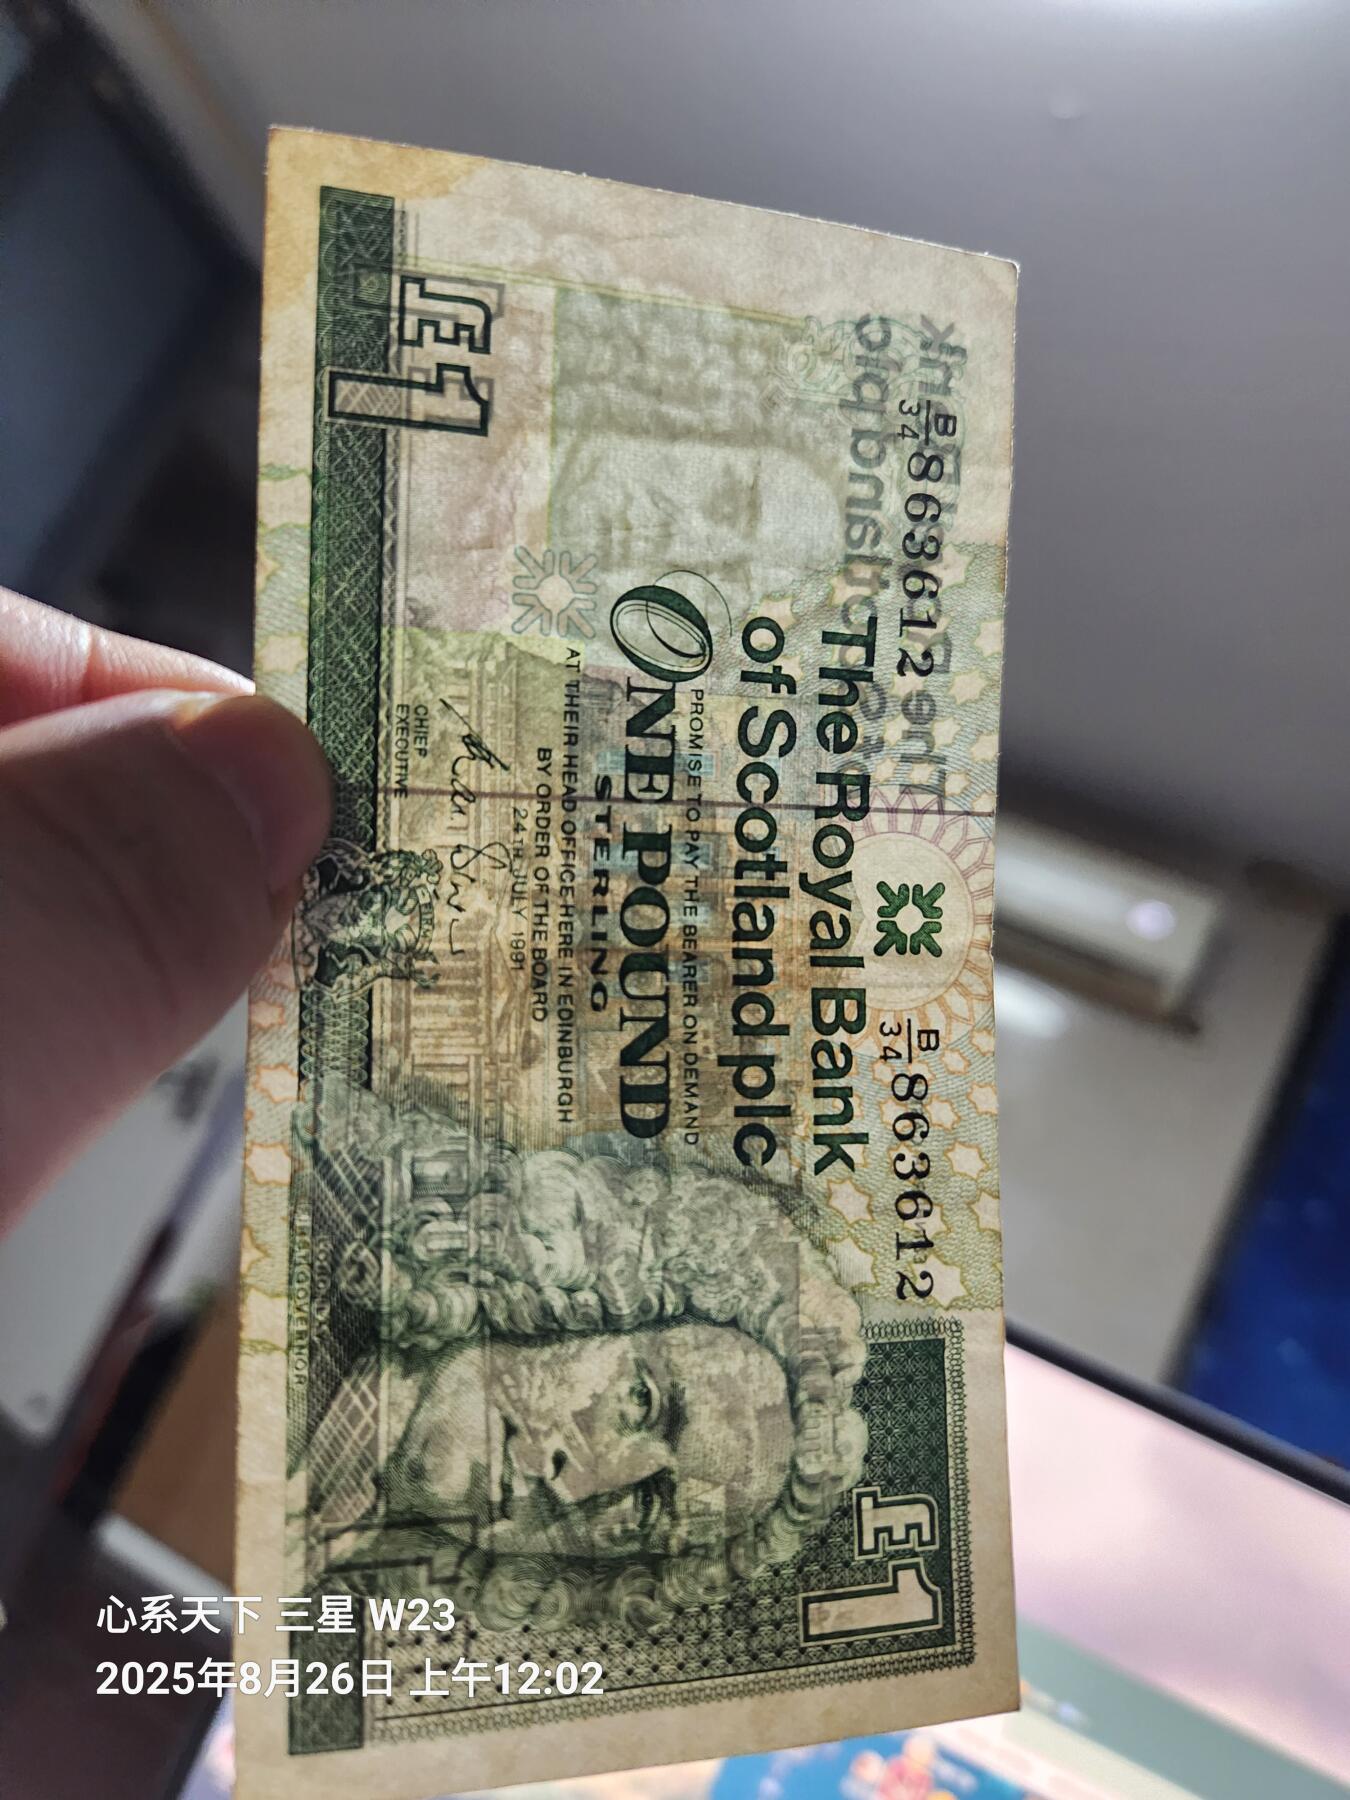 B/34 863612
B/34 863612
The Royal Bank
of Scotland plc
PROMISE TO PAY THE BEARER ON DEMAND
ONE POUND
STERLING
AT THEIR HEAD OFFICE HERE IN EDINBURGH
BY ORDER OF THE BOARD
24TH JULY 1991
CHIEF
EXECUTIVE
£1
£1
心系天下 三星 W23
2025年8月26日 上午12:02